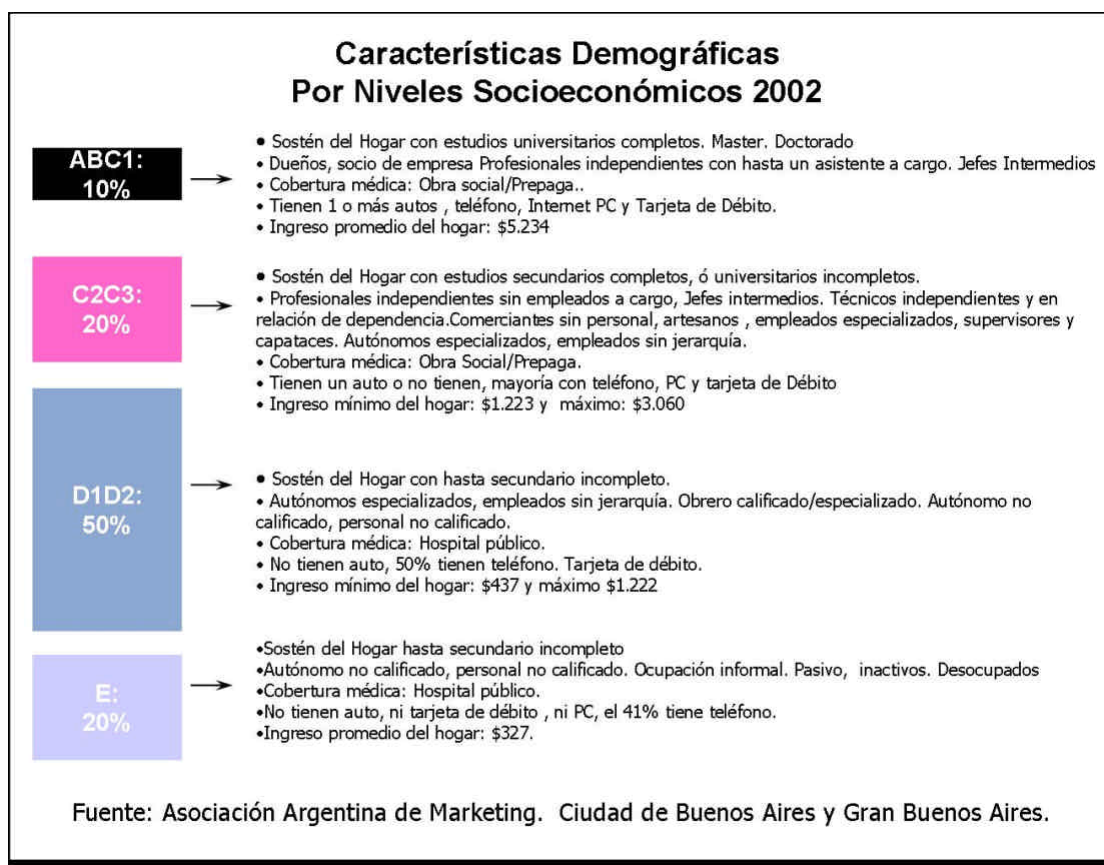 Características Demográficas
Por Niveles Socioeconómicos 2002
ABC1:
10%
• Sostén del Hogar con estudios universitarios completos. Master. Doctorado
• Dueños, socio de empresa Profesionales independientes con hasta un asistente a cargo. Jefes Intermedios
• Cobertura médica: Obra social/Prepaga..
• Tienen 1 o más autos , teléfono, Internet PC y Tarjeta de Débito.
• Ingreso promedio del hogar: $5.234
C2C3:
20%
• Sostén del Hogar con estudios secundarios completos, ó universitarios incompletos.
• Profesionales independientes sin empleados a cargo, Jefes intermedios. Técnicos independientes y en
relación de dependencia.Comerciantes sin personal, artesanos , empleados especializados, supervisores y
capataces. Autónomos especializados, empleados sin jerarquía.
• Cobertura médica: Obra Social/Prepaga.
• Tienen un auto o no tienen, mayoría con teléfono, PC y tarjeta de Débito
• Ingreso mínimo del hogar: $1.223 y máximo: $3.060
D1D2:
50%
• Sostén del Hogar con hasta secundario incompleto.
• Autónomos especializados, empleados sin jerarquía. Obrero calificado/especializado. Autónomo no
calificado, personal no calificado.
• Cobertura médica: Hospital público.
• No tienen auto, 50% tienen teléfono. Tarjeta de débito.
• Ingreso mínimo del hogar: $437 y máximo $1.222
E:
20%
•Sostén del Hogar hasta secundario incompleto
•Autónomo no calificado, personal no calificado. Ocupación informal. Pasivo, inactivos. Desocupados
•Cobertura médica: Hospital público.
•No tienen auto, ni tarjeta de débito , ni PC, el 41% tiene teléfono.
•Ingreso promedio del hogar: $327.
Fuente: Asociación Argentina de Marketing. Ciudad de Buenos Aires y Gran Buenos Aires.